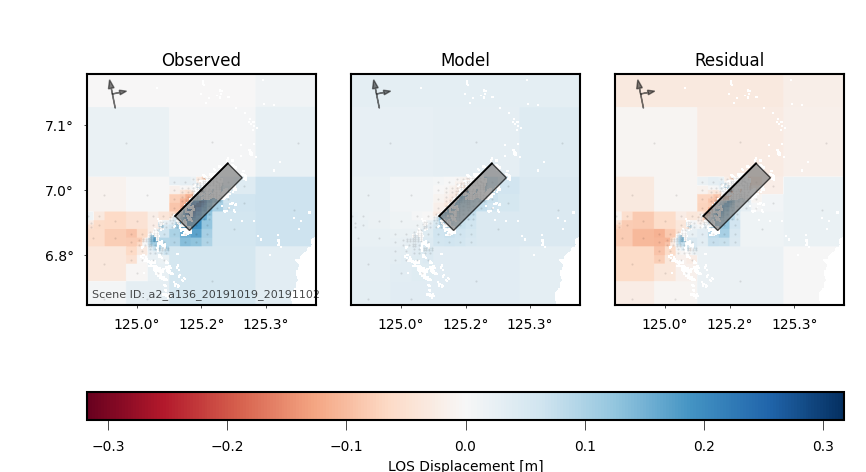 Observed Model Residual
7.1°
7.0°
6.8°
Scene ID: a2_a136_20191019_20191102
125.0° 125.2° 125.3° 125.0° 125.2° 125.3° 125.0° 125.2° 125.3°
−0.3 −0.2 −0.1 0.0 0.1 0.2 0.3
LOS Displacement [m]